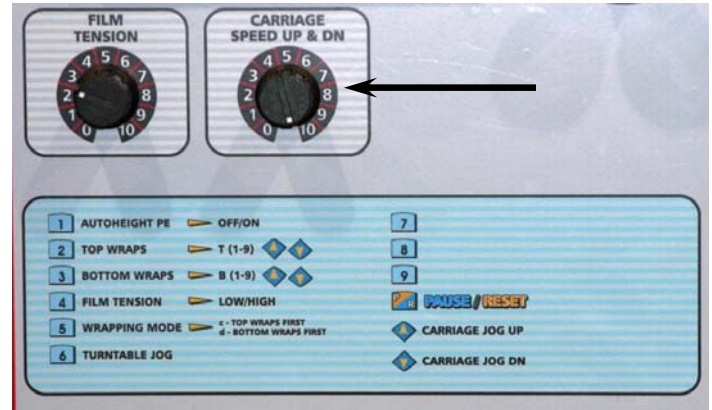 FILM
TENSION
0 1 2 3 4 5 6 7 8 9 10
CARRIAGE
SPEED UP & DN
0 1 2 3 4 5 6 7 8 9 10
1 AUTOHEIGHT PE OFF/ON
2 TOP WRAPS T (1-9)
3 BOTTOM WRAPS B (1-9)
4 FILM TENSION LOW/HIGH
5 WRAPPING MODE c - TOP WRAPS FIRST
d - BOTTOM WRAPS FIRST
6 TURNTABLE JOG
7
8
9
P/R PAUSE/RESET
CARRIAGE JOG UP
CARRIAGE JOG DN